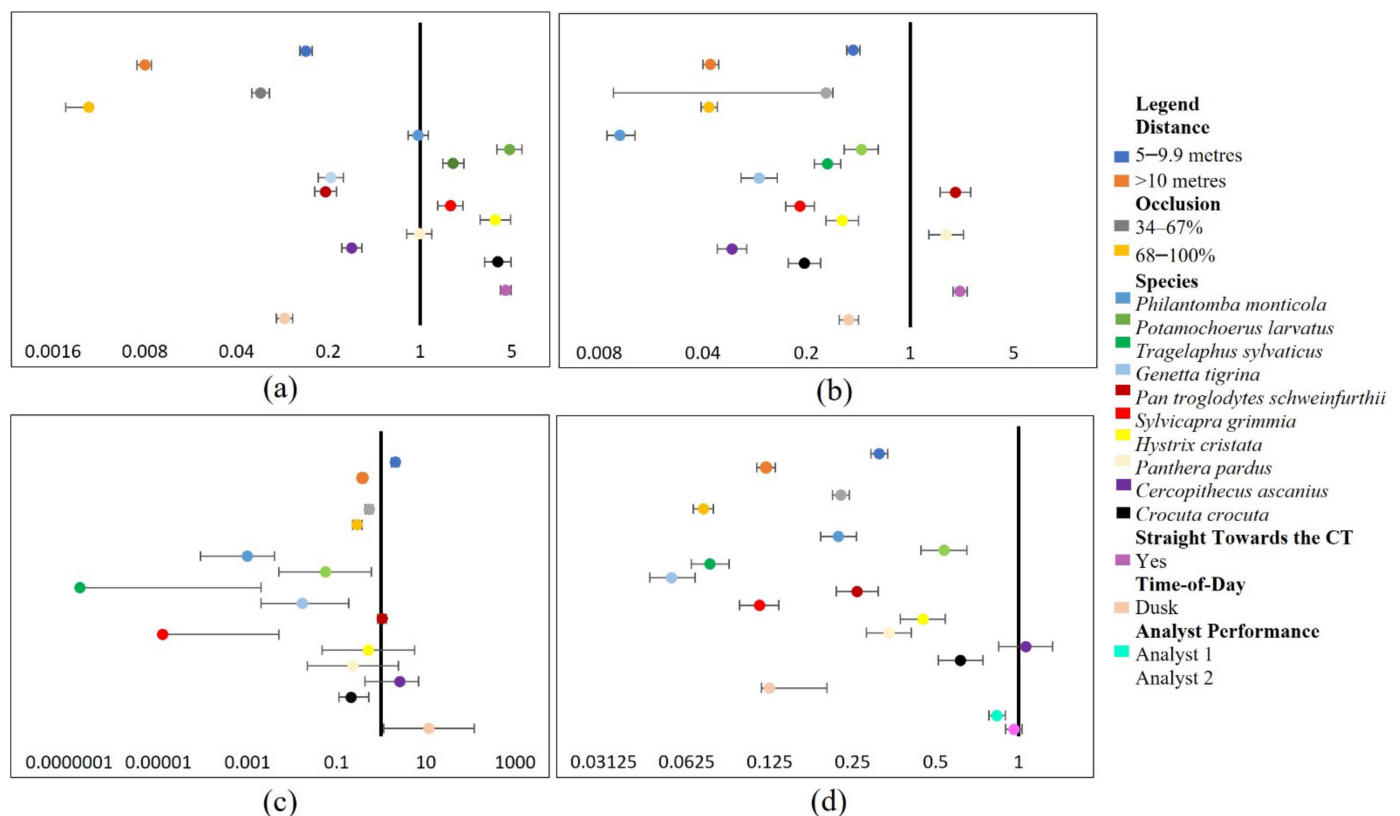 0.0016 0.008 0.04 0.2 1 5
(a)
0.008 0.04 0.2 1 5
(b)
0.0000001 0.00001 0.001 0.1 10 1000
(c)
0.03125 0.0625 0.125 0.25 0.5 1
(d)
Legend
Distance
5–9.9 metres
>10 metres
Occlusion
34–67%
68–100%
Species
Philantomba monticola
Potamochoerus larvatus
Tragelaphus sylvaticus
Genetta tigrina
Pan troglodytes schweinfurthii
Sylvicapra grimmia
Hystrix cristata
Panthera pardus
Cercopithecus ascanius
Crocuta crocuta
Straight Towards the CT
Yes
Time-of-Day
Dusk
Analyst Performance
Analyst 1
Analyst 2